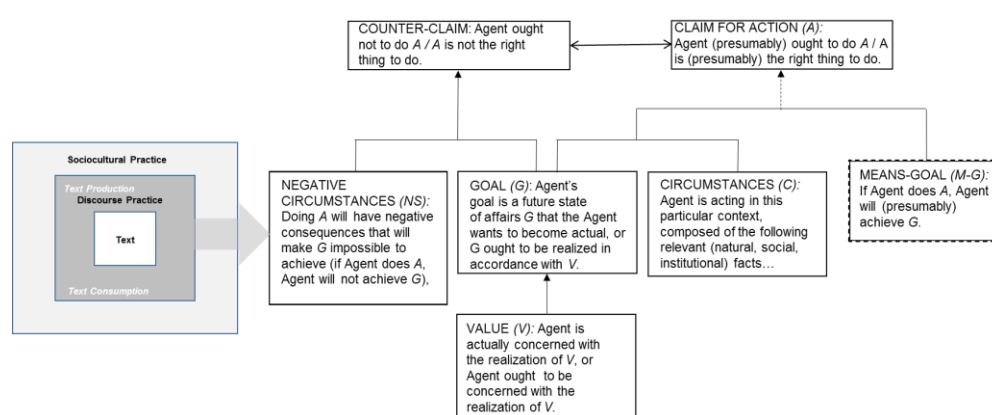 COUNTER-CLAIM: Agent ought
not to do A / A is not the right
thing to do.
CLAIM FOR ACTION (A):
Agent (presumably) ought to do A / A
is (presumably) the right thing to do.
Sociocultural Practice
Text Production
Discourse Practice
Text
Text Consumption
NEGATIVE
CIRCUMSTANCES (NS):
Doing A will have negative
consequences that will
make G impossible to
achieve (if Agent does A,
Agent will not achieve G),
GOAL (G): Agent's
goal is a future state
of affairs G that the Agent
wants to become actual, or
G ought to be realized in
accordance with V.
CIRCUMSTANCES (C):
Agent is acting in this
particular context,
composed of the following
relevant (natural, social,
institutional) facts…
MEANS-GOAL (M-G):
If Agent does A, Agent
will (presumably)
achieve G.
VALUE (V): Agent is
actually concerned with
the realization of V, or
Agent ought to be
concerned with the
realization of V.